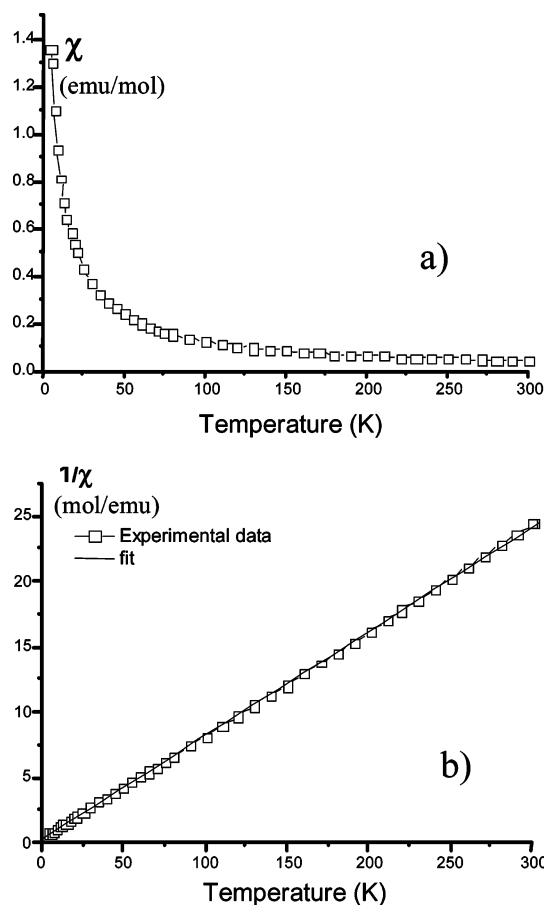 1.4
χ
(emu/mol)
1.2
1.0
0.8
0.6
a)
0.4
0.2
0.0
0 50 100 150 200 250 300
Temperature (K)
1/χ
(mol/emu)
25
Experimental data
fit
20
15
10
b)
5
0
0 50 100 150 200 250 300
Temperature (K)